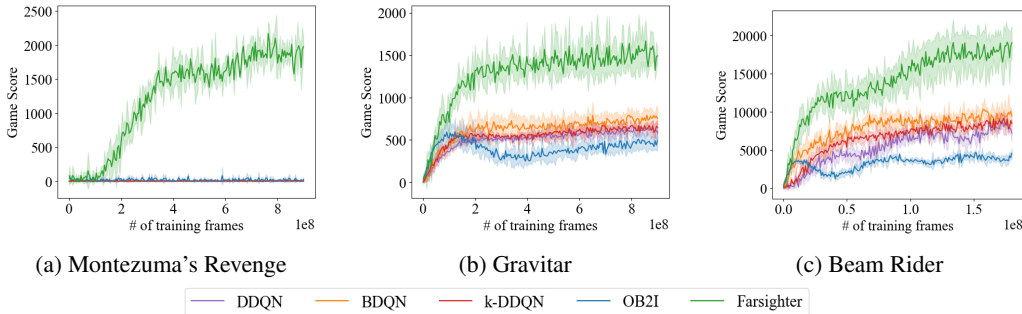 2500
2000
1500
1000
500
0
Game Score
0 2 4 6 8
# of training frames 1e8
(a) Montezuma's Revenge
2000
1500
1000
500
0
Game Score
0 2 4 6 8
# of training frames 1e8
(b) Gravitar
20000
15000
10000
5000
0
Game Score
0.0 0.5 1.0 1.5
# of training frames 1e8
(c) Beam Rider
DDQN BDQN k-DDQN OB2I Farsighter